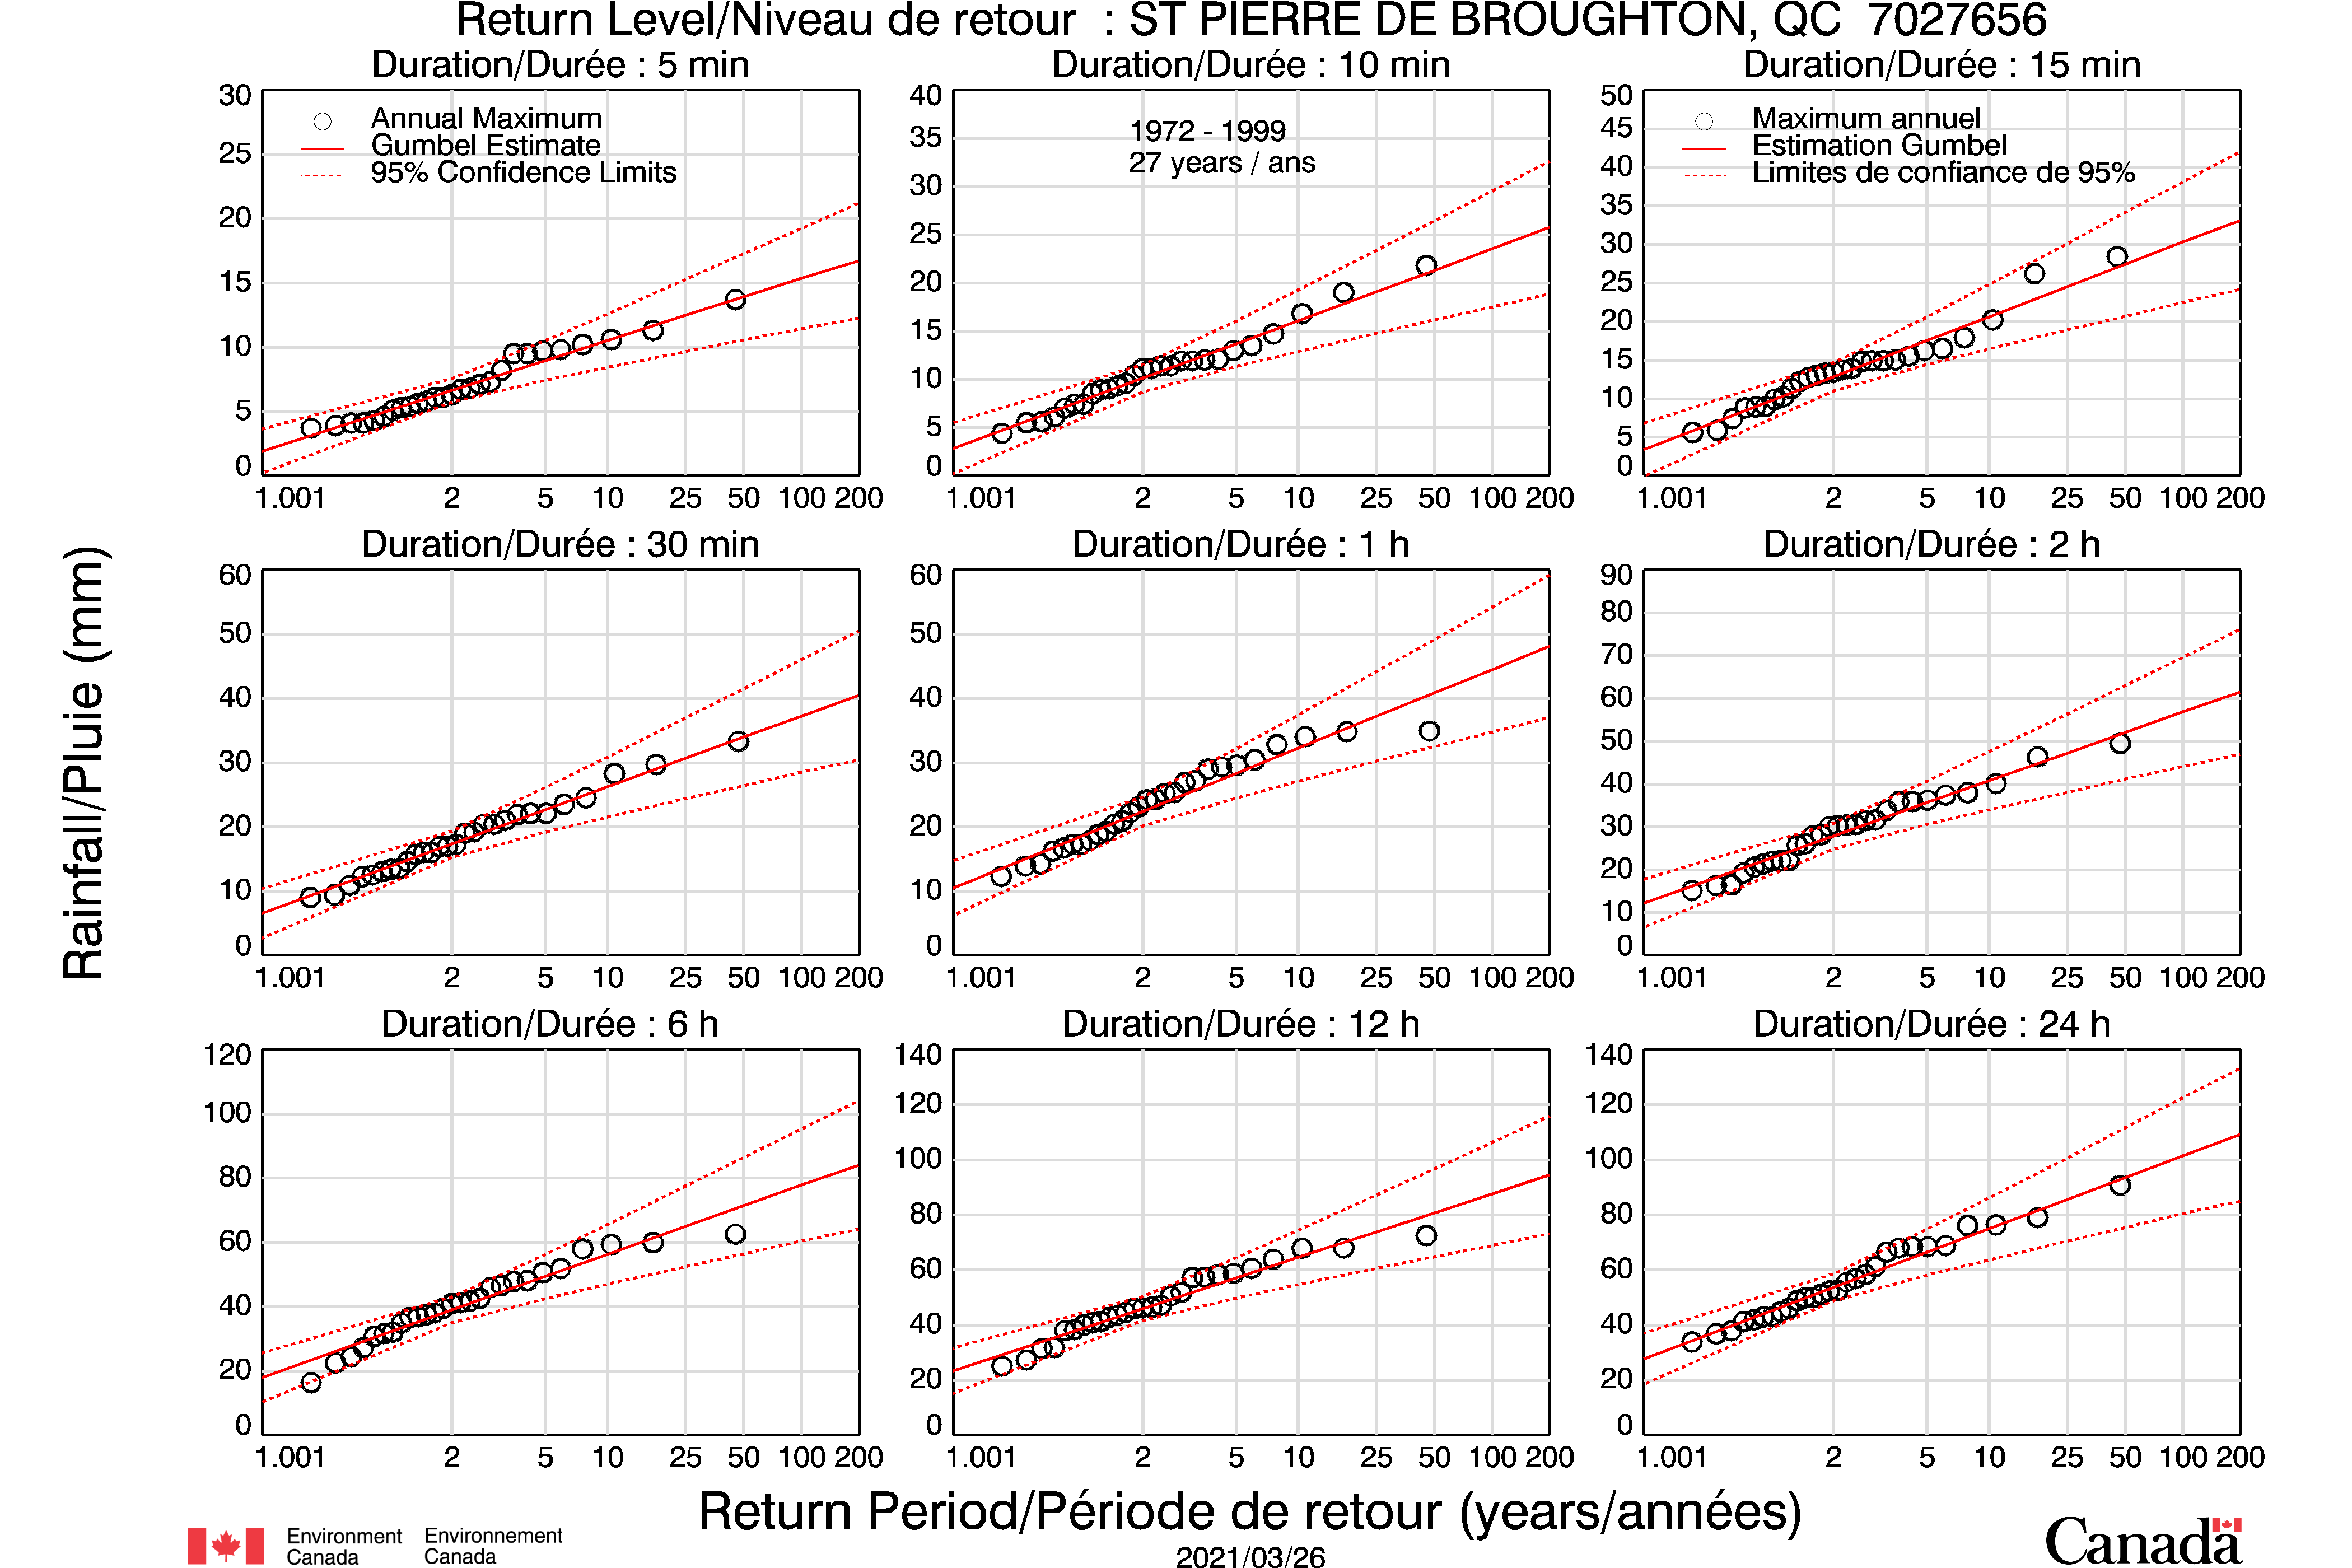 Return Level/Niveau de retour : ST PIERRE DE BROUGHTON, QC 7027656
Duration/Durée : 5 min
30
25
20
15
10
5
0
Annual Maximum
Gumbel Estimate
95% Confidence Limits
1.001 2 5 10 25 50 100 200
Duration/Durée : 10 min
40
35
30
25
20
15
10
5
0
1972 - 1999
27 years / ans
1.001 2 5 10 25 50 100 200
Duration/Durée : 15 min
50
45
40
35
30
25
20
15
10
5
0
Maximum annuel
Estimation Gumbel
Limites de confiance de 95%
1.001 2 5 10 25 50 100 200
Rainfall/Pluie (mm)
Duration/Durée : 30 min
60
50
40
30
20
10
0
1.001 2 5 10 25 50 100 200
Duration/Durée : 1 h
60
50
40
30
20
10
0
1.001 2 5 10 25 50 100 200
Duration/Durée : 2 h
90
80
70
60
50
40
30
20
10
0
1.001 2 5 10 25 50 100 200
Duration/Durée : 6 h
120
100
80
60
40
20
0
1.001 2 5 10 25 50 100 200
Duration/Durée : 12 h
140
120
100
80
60
40
20
0
1.001 2 5 10 25 50 100 200
Duration/Durée : 24 h
140
120
100
80
60
40
20
0
1.001 2 5 10 25 50 100 200
Return Period/Période de retour (years/années)
Environment
Canada
Environnement
Canada
2021/03/26
Canada